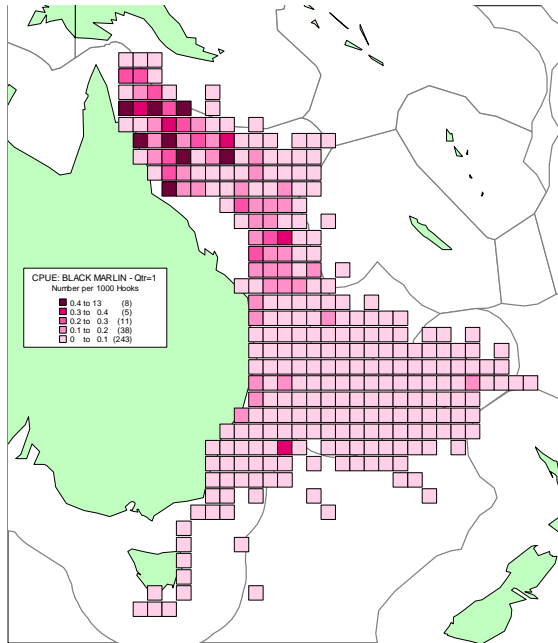 CPUE: BLACK MARLIN - Qtr=1
Number per 1000 Hooks
0.4 to 13 (8)
0.3 to 0.4 (5)
0.2 to 0.3 (11)
0.1 to 0.2 (38)
0 to 0.1 (243)